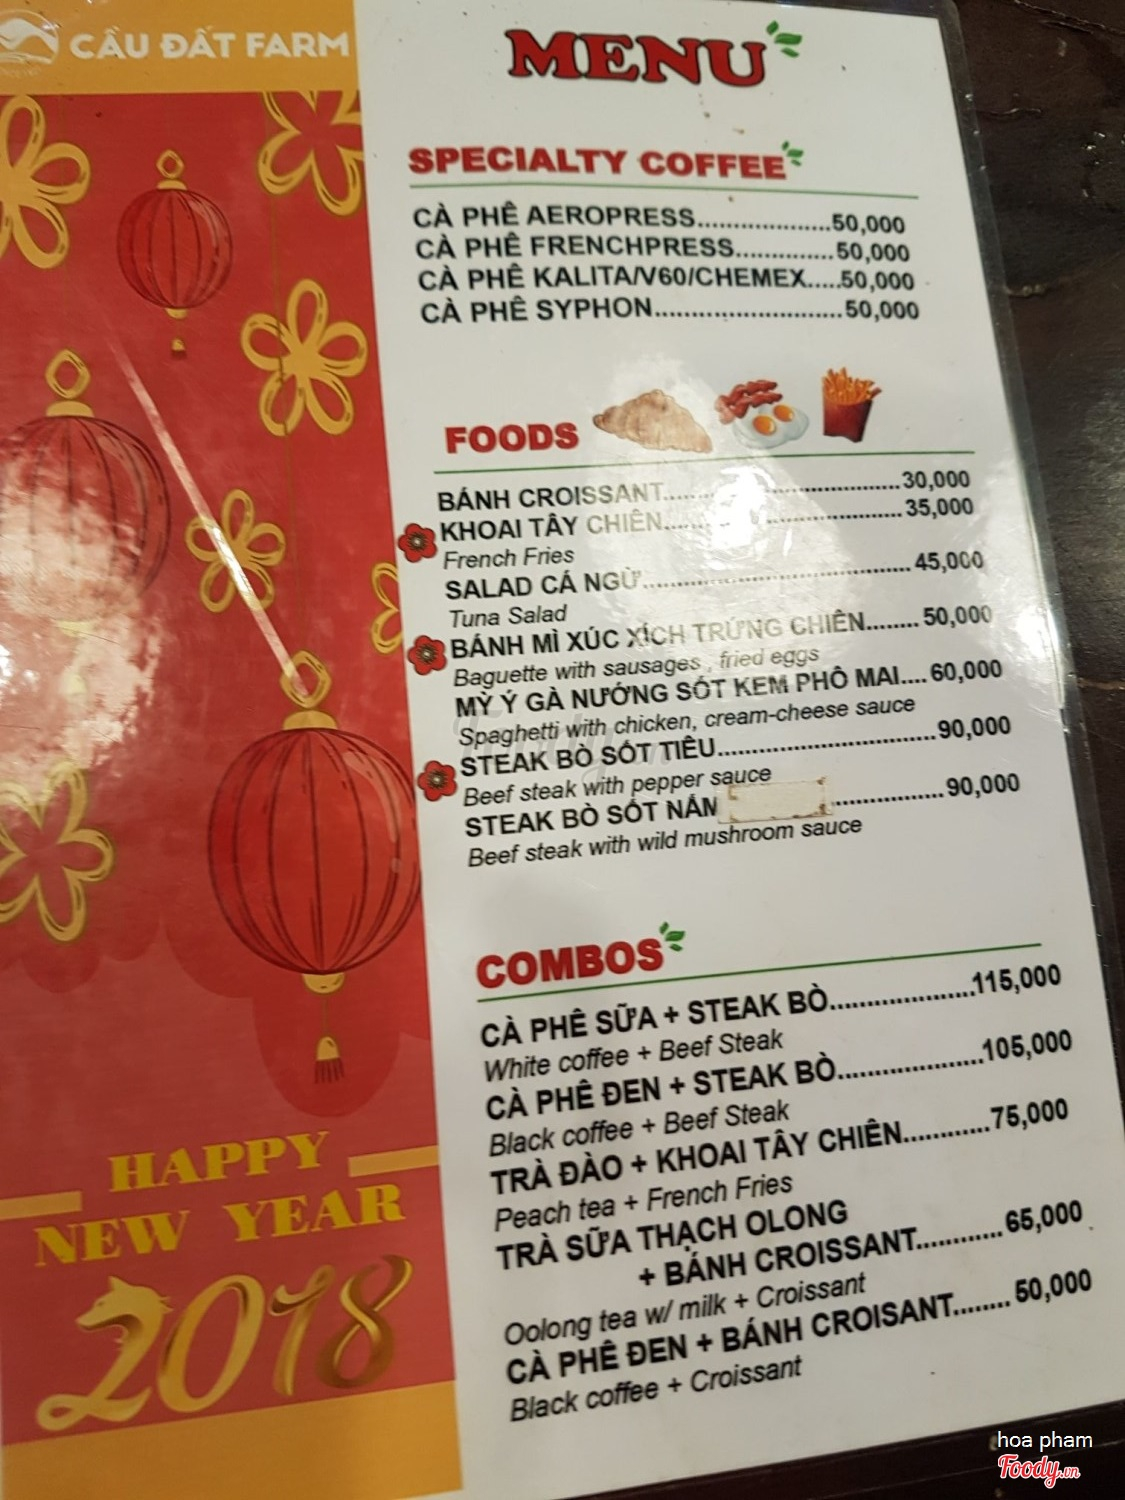 CẦU ĐẤT FARM
MENU
SPECIALTY COFFEE
CÀ PHÊ AEROPRESS..................50,000
CÀ PHÊ FRENCHPRESS.............50,000
CÀ PHÊ KALITA/V60/CHEMEX.....50,000
CÀ PHÊ SYPHON.........................50,000
FOODS
BÁNH CROISSANT................................30,000
KHOAI TÂY CHIÊN................................35,000
French Fries
SALAD CÁ NGỪ....................................45,000
Tuna Salad
BÁNH MÌ XÚC XÍCH TRỨNG CHIÊN.......50,000
Baguette with sausages , fried eggs
MỲ Ý GÀ NƯỚNG SÓT KEM PHÔ MAI....60,000
Spaghetti with chicken, cream-cheese sauce
STEAK BÒ SÓT TIÊU.............................90,000
Beef steak with pepper sauce
STEAK BÒ SÓT NẤM ...............90,000
Beef steak with wild mushroom sauce
COMBOS
CÀ PHÊ SỮA + STEAK BÒ.....................115,000
White coffee + Beef Steak
CÀ PHÊ ĐEN + STEAK BÒ.....................105,000
Black coffee + Beef Steak
TRÀ ĐÀO + KHOAI TÂY CHIÊN............75,000
Peach tea + French Fries
TRÀ SỮA THẠCH OLONG
+ BÁNH CROISSANT............65,000
Oolong tea w/ milk + Croissant
CÀ PHÊ ĐEN + BÁNH CROISANT........50,000
Black coffee + Croissant
HAPPY
NEW YEAR
2018
hoa pham
Foody.vn